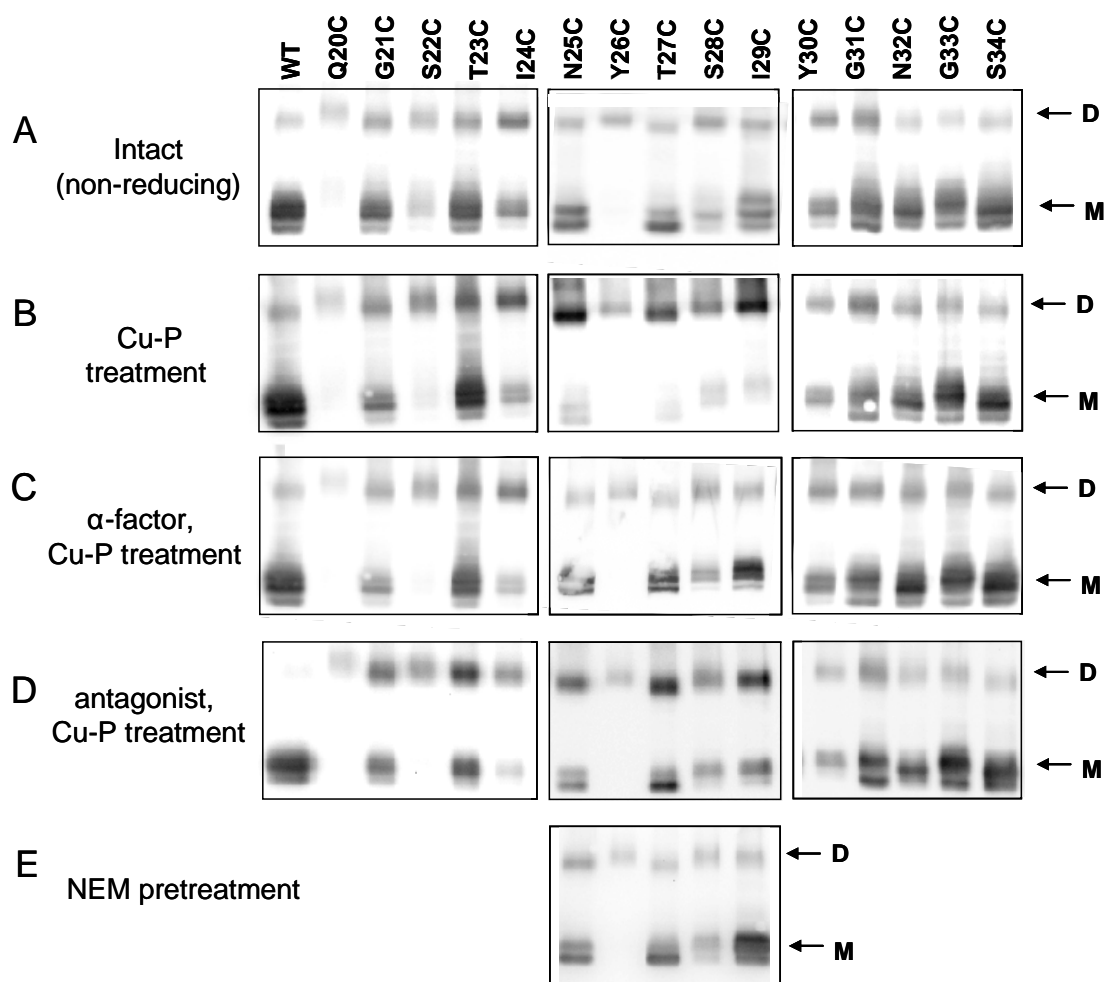 WT Q20C G21C S22C T23C I24C N25C Y26C T27C S28C I29C Y30C G31C N32C G33C S34C
A
Intact
(non-reducing)
D
M
B
Cu-P
treatment
D
M
C
α-factor,
Cu-P treatment
D
M
D
antagonist,
Cu-P treatment
D
M
E
NEM pretreatment
D
M